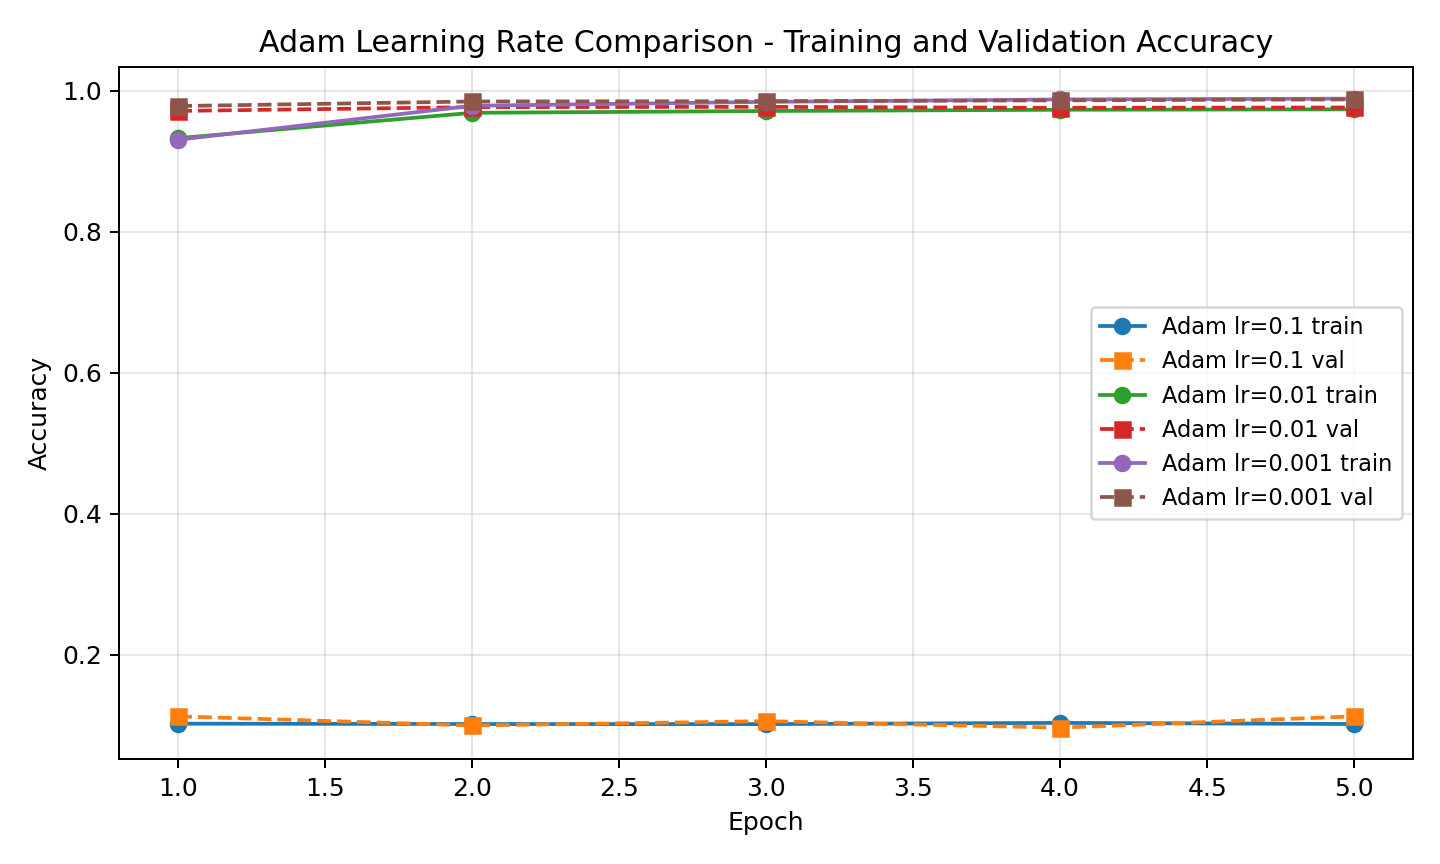 Adam Learning Rate Comparison - Training and Validation Accuracy
1.0
0.8
0.6
0.4
0.2
Accuracy
Adam lr=0.1 train
Adam lr=0.1 val
Adam lr=0.01 train
Adam lr=0.01 val
Adam lr=0.001 train
Adam lr=0.001 val
1.0 1.5 2.0 2.5 3.0 3.5 4.0 4.5 5.0
Epoch